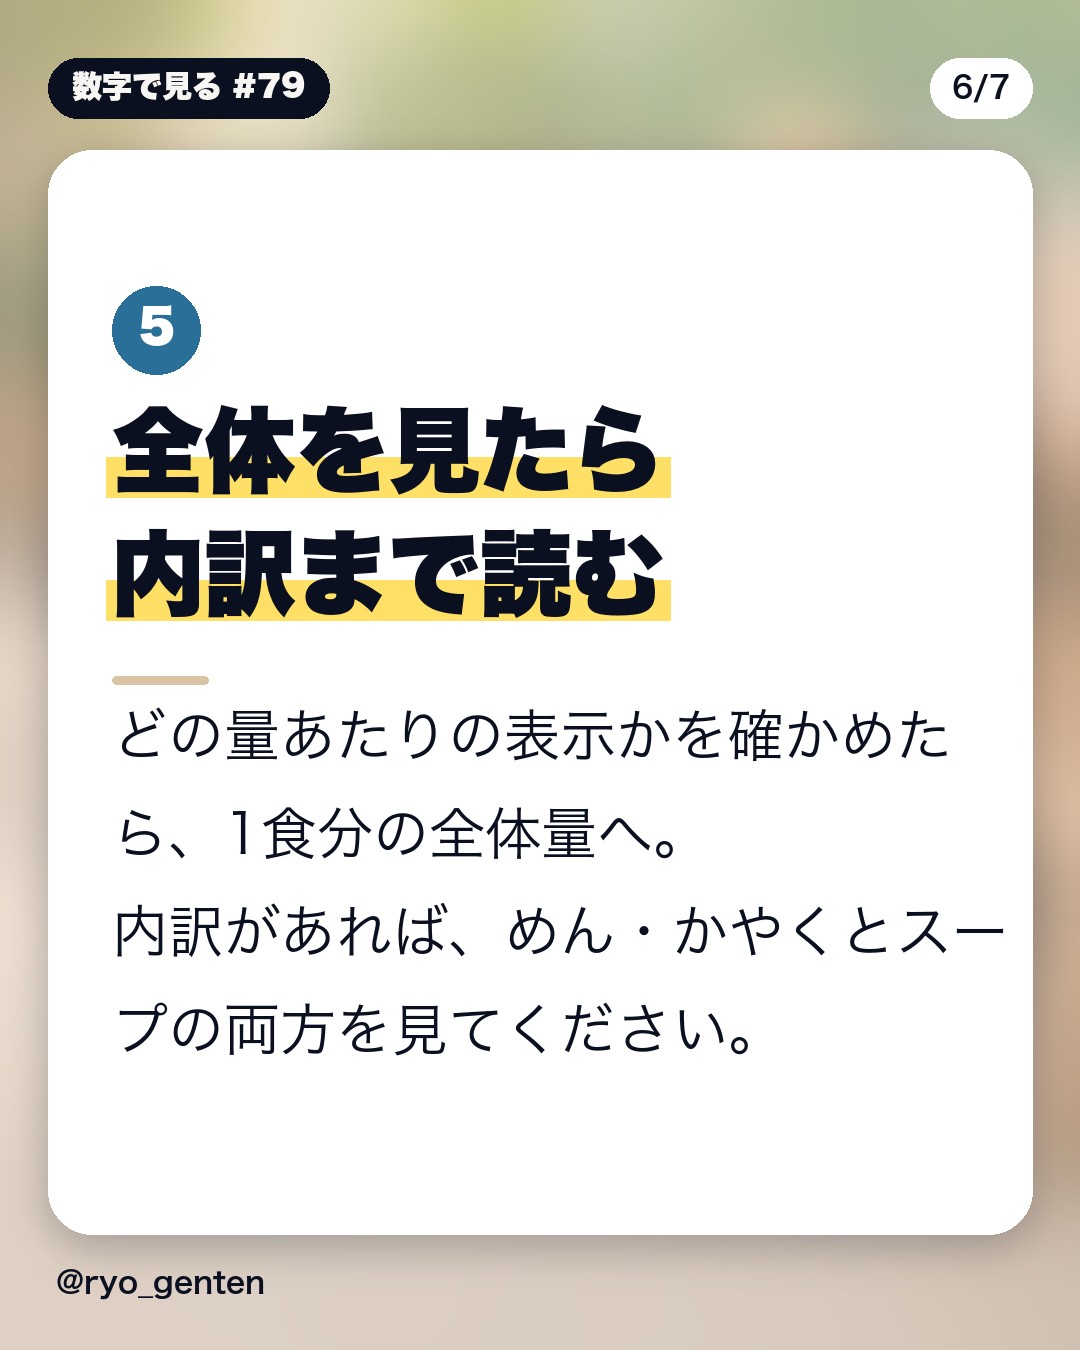 数字で見る #79
6/7
5
全体を見たら
内訳まで読む
どの量あたりの表示かを確かめた
ら、1食分の全体量へ。
内訳があれば、めん・かやくとスー
プの両方を見てください。
@ryo_genten